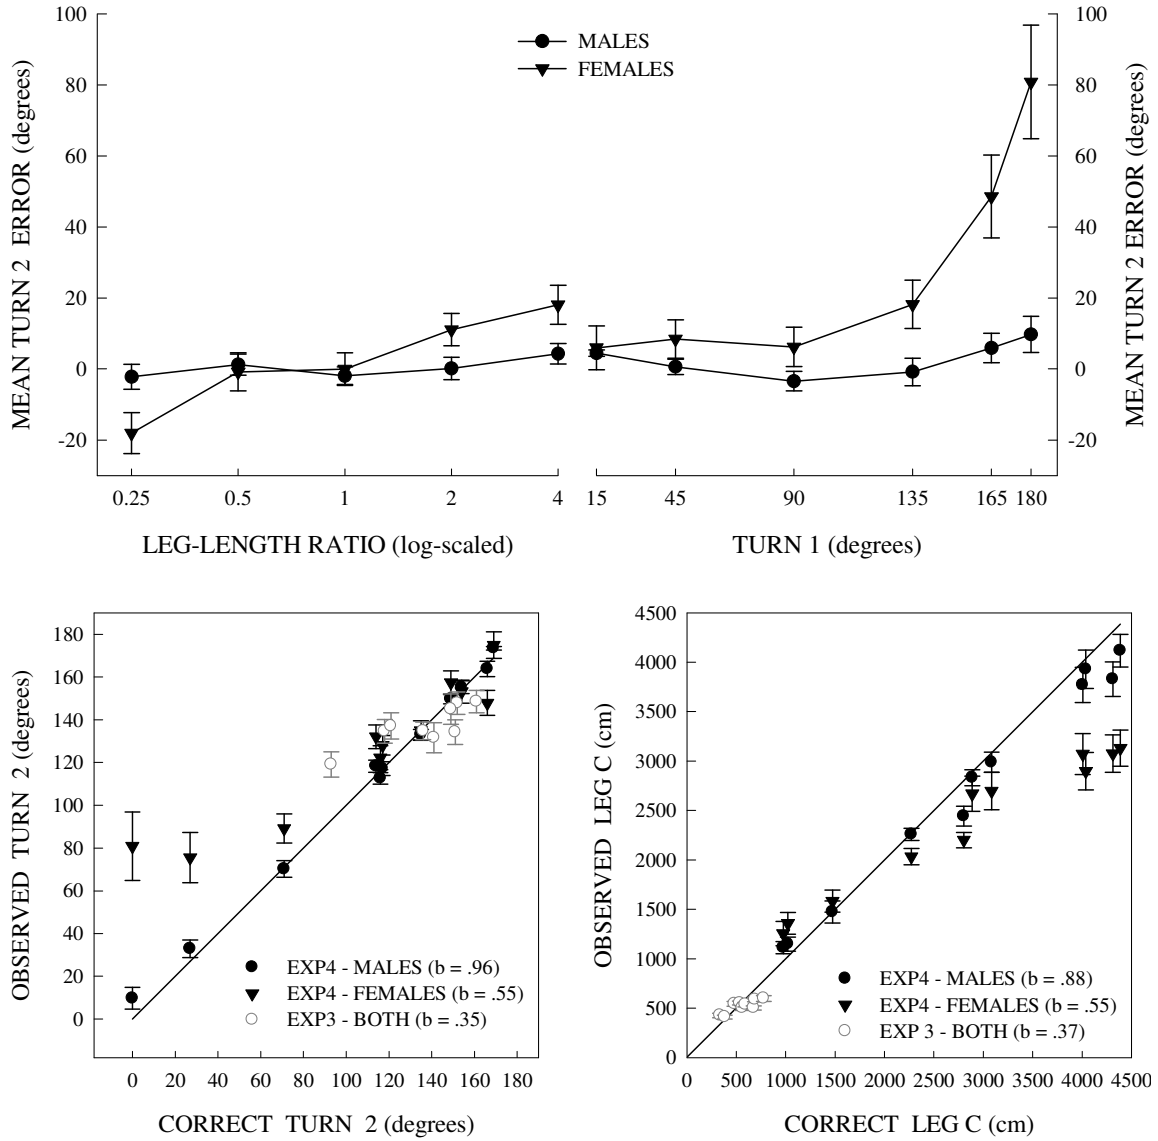 100
80
60
40
20
0
-20
MEAN TURN 2 ERROR (degrees)
MALES
FEMALES
100
80
60
40
20
0
-20
MEAN TURN 2 ERROR (degrees)
0.25 0.5 1 2 4 15 45 90 135 165 180
LEG-LENGTH RATIO (log-scaled) TURN 1 (degrees)
180
160
140
120
100
80
60
40
20
0
OBSERVED TURN 2 (degrees)
EXP4 - MALES (b = .96)
EXP4 - FEMALES (b = .55)
EXP3 - BOTH (b = .35)
0 20 40 60 80 100 120 140 160 180
CORRECT TURN 2 (degrees)
4500
4000
3500
3000
2500
2000
1500
1000
500
0
OBSERVED LEG C (cm)
EXP4 - MALES (b = .88)
EXP4 - FEMALES (b = .55)
EXP 3 - BOTH (b = .37)
0 500 1000 1500 2000 2500 3000 3500 4000 4500
CORRECT LEG C (cm)